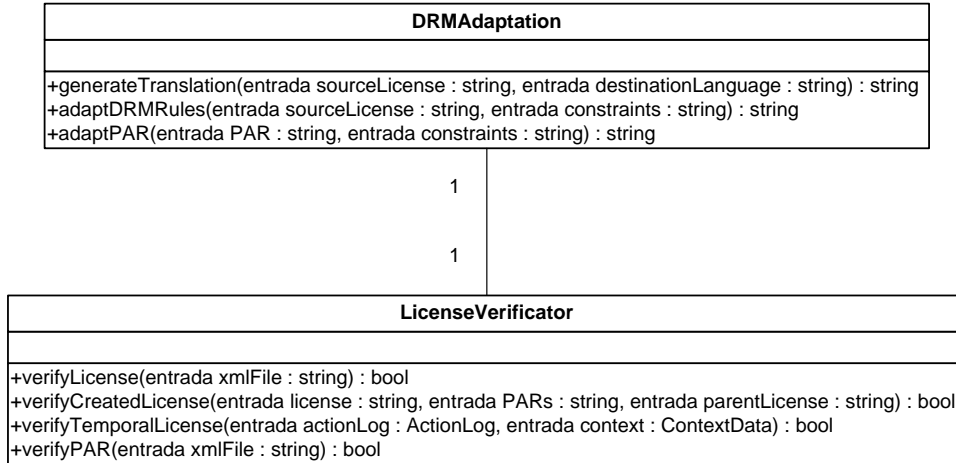 DRMAdaptation
+generateTranslation(entrada sourceLicense : string, entrada destinationLanguage : string) : string
+adaptDRMRules(entrada sourceLicense : string, entrada constraints : string) : string
+adaptPAR(entrada PAR : string, entrada constraints : string) : string
1
1
LicenseVerificator
+verifyLicense(entrada xmlFile : string) : bool
+verifyCreatedLicense(entrada license : string, entrada PARs : string, entrada parentLicense : string) : bool
+verifyTemporalLicense(entrada actionLog : ActionLog, entrada context : ContextData) : bool
+verifyPAR(entrada xmlFile : string) : bool